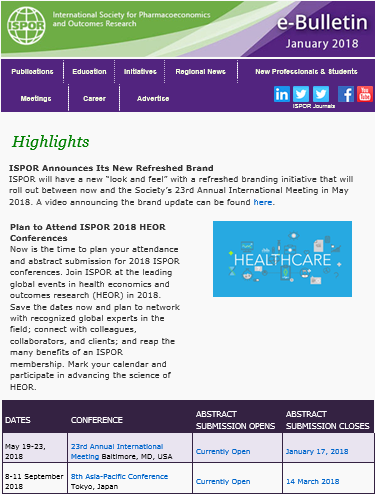 ISPOR
International Society for Pharmacoeconomics
and Outcomes Research
e-Bulletin
January 2018
Publications Education Initiatives Regional News New Professionals & Students
Meetings Career Advertise
ISPOR Journals
Highlights
ISPOR Announces Its New Refreshed Brand
ISPOR will have a new "look and feel" with a refreshed branding initiative that will
roll out between now and the Society's 23rd Annual International Meeting in May
2018. A video announcing the brand update can be found here.
Plan to Attend ISPOR 2018 HEOR
Conferences
Now is the time to plan your attendance
and abstract submission for 2018 ISPOR
conferences. Join ISPOR at the leading
global events in health economics and
outcomes research (HEOR) in 2018.
Save the dates now and plan to network
with recognized global experts in the
field; connect with colleagues,
collaborators, and clients; and reap the
many benefits of an ISPOR
membership. Mark your calendar and
participate in advancing the science of
HEOR.
HEALTHCARE
DATES CONFERENCE ABSTRACT SUBMISSION OPENS ABSTRACT SUBMISSION CLOSES
May 19-23, 2018 23rd Annual International Meeting Baltimore, MD, USA Currently Open January 17, 2018
8-11 September 2018 8th Asia-Pacific Conference Tokyo, Japan Currently Open 14 March 2018